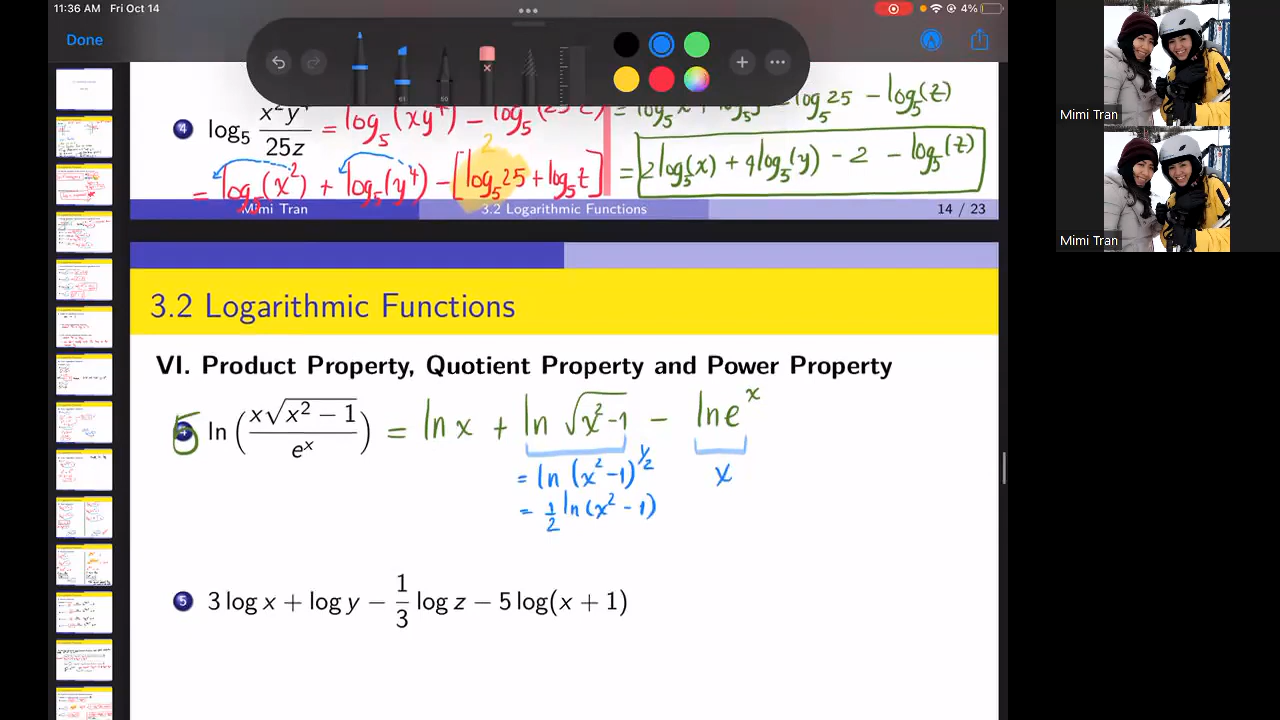 11:36 AM Fri Oct 14
4%
Done
④ log₅ x²y⁴/25z = log₅(xy⁴) − log₅(25z)
log₅25 − log₅(z)
2
= log₅(x²) + log₅(y⁴) − [log₅25 + log₅z]
= 2log₅(x) + 4log₅(y) − 2 − log₅(z)
Mimi Tran 3.2 Logarithmic Functions 14 / 23
3.2 Logarithmic Functions
VI. Product Property, Quotient Property and Power Property
5 ln(x√(x² − 1)/eˣ) = ln x + ln √(x²−1) − ln eˣ
= ln (x² −1)^1/2
x
= 1/2 ln(x² − 1)
5 3 log x + log y − 1/3 log z − 5 log(x + 1)
Mimi Tran
Mimi Tran